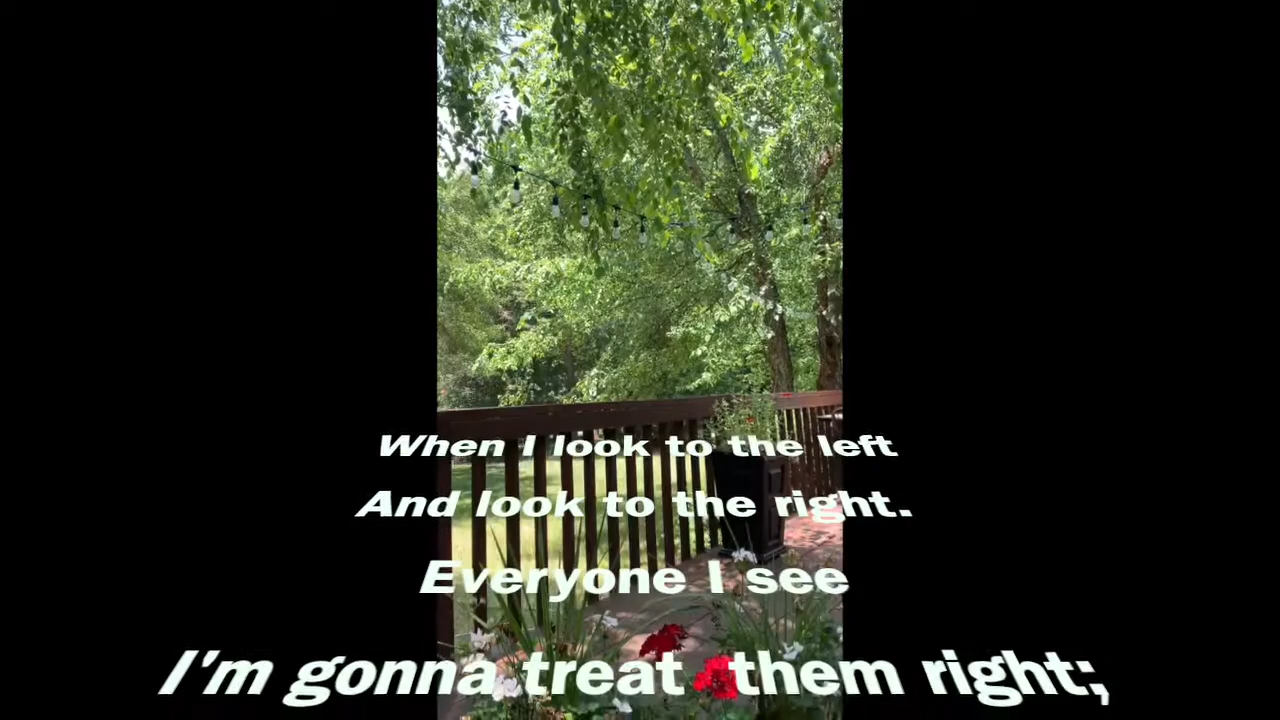 When I look to the left
And look to the right.
Everyone I see
I'm gonna treat them right;